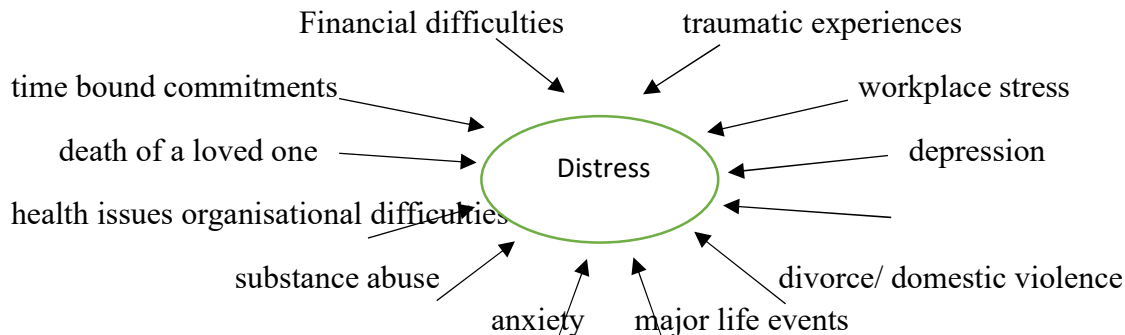 Financial difficulties traumatic experiences
time bound commitments workplace stress
Distress
death of a loved one depression
health issues organisational difficulties
substance abuse divorce/ domestic violence
anxiety major life events